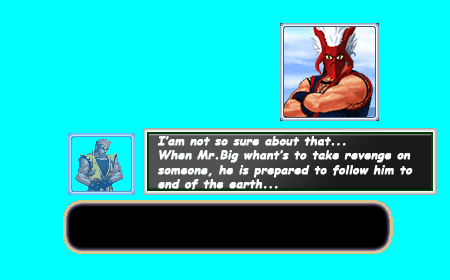 I'am not so sure about that...
When Mr.Big whant's to take revenge on
someone, he is prepared to follow him to
end of the earth...